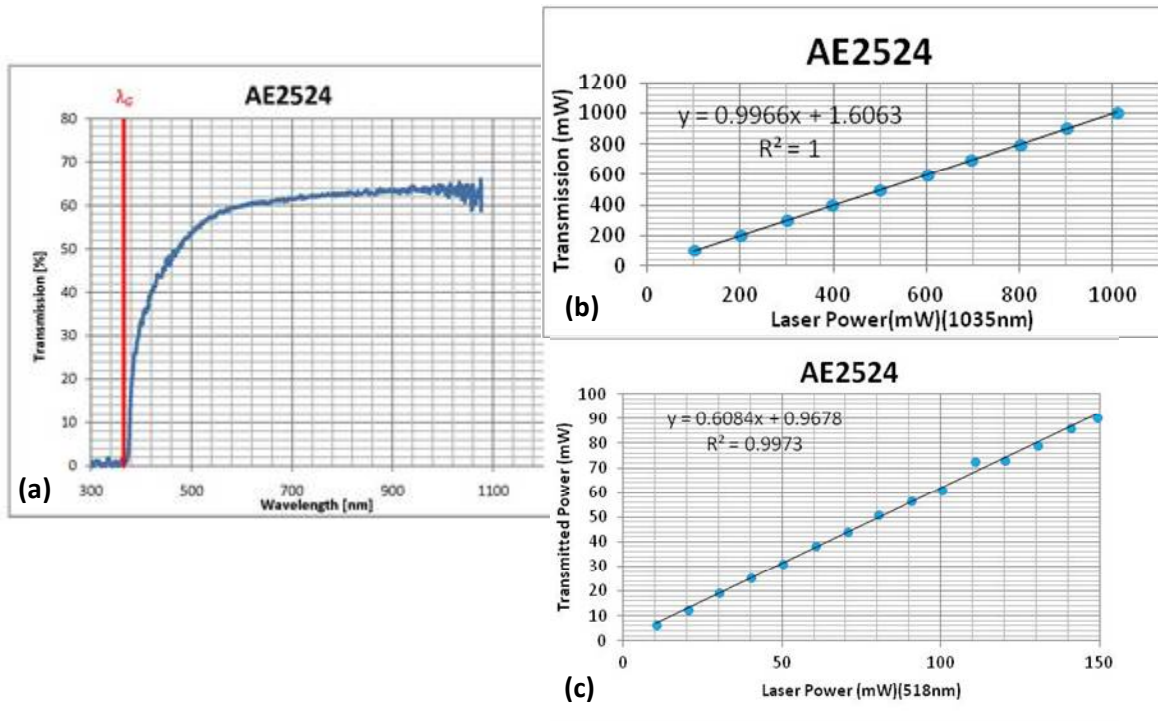 AE2524
λG
80
70
60
50
40
30
20
10
0
Transmission [%]
300 500 700 900 1100
Wavelength [nm]
(a)
AE2524
y = 0.9966x + 1.6063
R² = 1
1200
1000
800
600
400
200
0
Transmission (mW)
0 200 400 600 800 1000
Laser Power(mW)(1035nm)
(b)
AE2524
y = 0.6084x + 0.9678
R² = 0.9973
100
90
80
70
60
50
40
30
20
10
0
Transmitted Power (mW)
0 50 100 150
Laser Power (mW)(518nm)
(c)